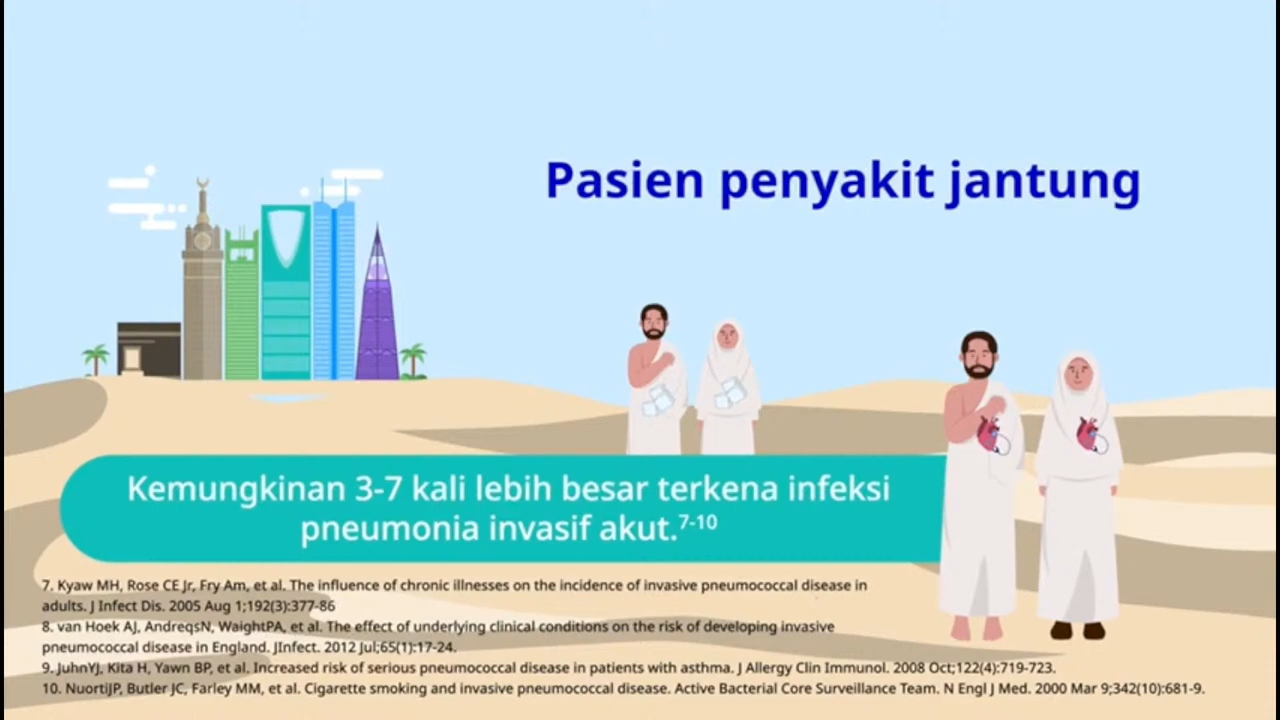 Pasien penyakit jantung
Kemungkinan 3-7 kali lebih besar terkena infeksi
pneumonia invasif akut.7-10
7. Kyaw MH, Rose CE Jr, Fry Am, et al. The influence of chronic illnesses on the incidence of invasive pneumococcal disease in
adults. J Infect Dis. 2005 Aug 1;192(3):377-86
8. van Hoek AJ, AndreqsN, WaightPA, et al. The effect of underlying clinical conditions on the risk of developing invasive
pneumococcal disease in England. JInfect. 2012 Jul;65(1):17-24.
9. JuhnYJ, Kita H, Yawn BP, et al. Increased risk of serious pneumococcal disease in patients with asthma. J Allergy Clin Immunol. 2008 Oct;122(4):719-723.
10. NuortiJP, Butler JC, Farley MM, et al. Cigarette smoking and invasive pneumococcal disease. Active Bacterial Core Surveillance Team. N Engl J Med. 2000 Mar 9;342(10):681-9.